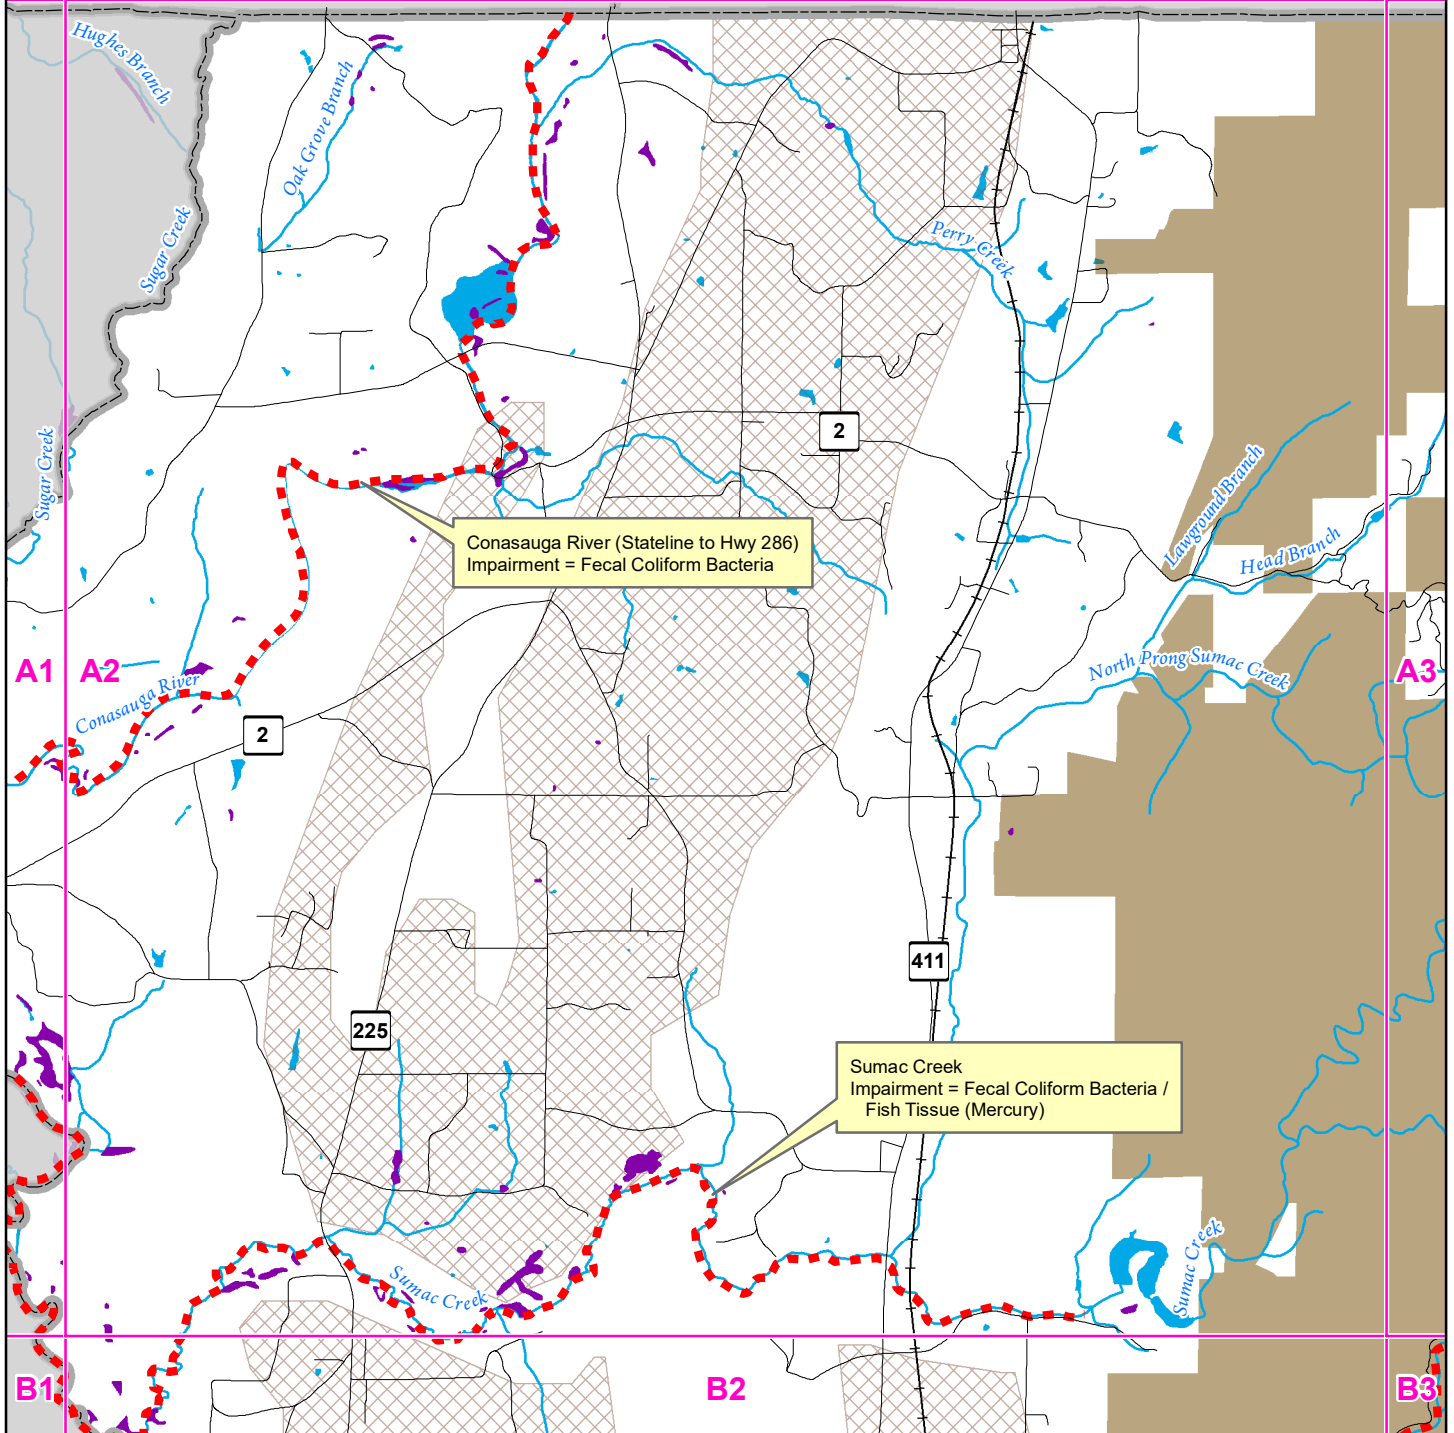 Hughes Branch
Oak Grove Branch
Sugar Creek
Perry Creek
2
Sugar Creek
Lawground Branch
Head Branch
Conasauga River (Stateline to Hwy 286)
Impairment = Fecal Coliform Bacteria
A1
A2
North Prong Sumac Creek
A3
Conasauga River
2
411
225
Sumac Creek
Impairment = Fecal Coliform Bacteria /
Fish Tissue (Mercury)
Sumac Creek
Sumac Creek
B1
B2
B3